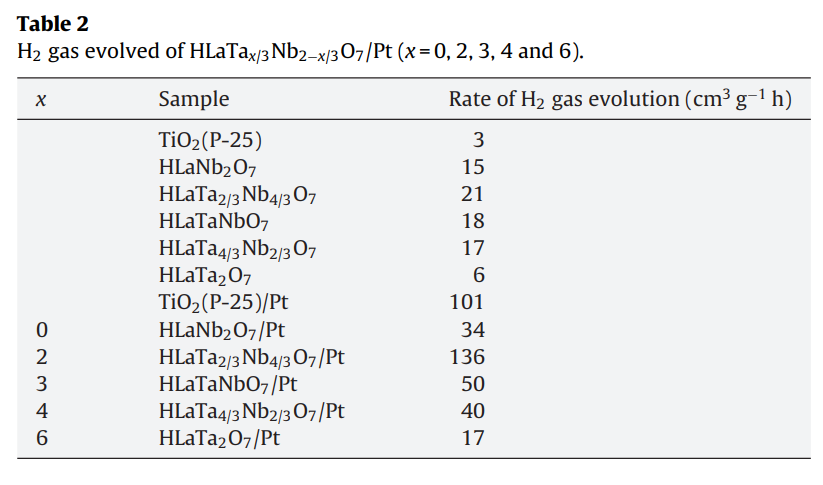 Table 2
H₂ gas evolved of HLaTaₓ/₃Nb₂₋ₓ/₃O₇/Pt (x = 0, 2, 3, 4 and 6).
x Sample Rate of H₂ gas evolution (cm³ g⁻¹ h)
TiO₂(P-25) 3
HLaNb₂O₇ 15
HLaTa₂/₃Nb₄/₃O₇ 21
HLaTaNbO₇ 18
HLaTa₄/₃Nb₂/₃O₇ 17
HLaTa₂O₇ 6
TiO₂(P-25)/Pt 101
0 HLaNb₂O₇/Pt 34
2 HLaTa₂/₃Nb₄/₃O₇/Pt 136
3 HLaTaNbO₇/Pt 50
4 HLaTa₄/₃Nb₂/₃O₇/Pt 40
6 HLaTa₂O₇/Pt 17